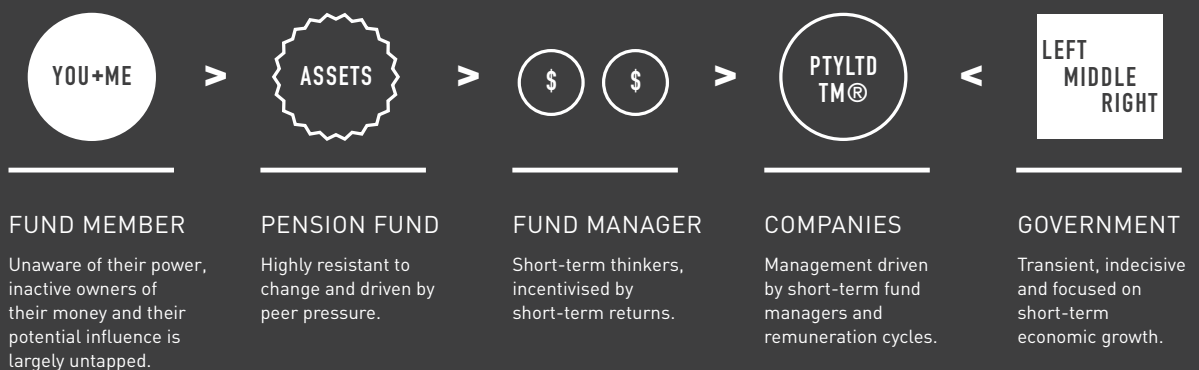 YOU+ME
>
ASSETS
>
$
$
>
PTYLTD
TM®
<
LEFT
MIDDLE
RIGHT
FUND MEMBER
Unaware of their power,
inactive owners of
their money and their
potential influence is
largely untapped.
PENSION FUND
Highly resistant to
change and driven by
peer pressure.
FUND MANAGER
Short-term thinkers,
incentivised by
short-term returns.
COMPANIES
Management driven
by short-term fund
managers and
remuneration cycles.
GOVERNMENT
Transient, indecisive
and focused on
short-term
economic growth.